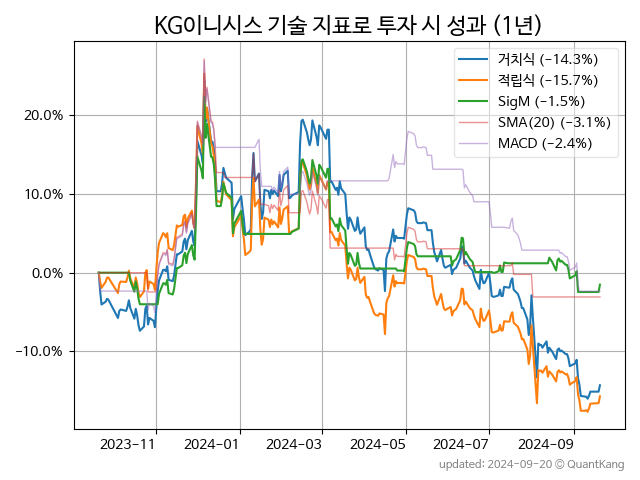 KG이니시스 기술 지표로 투자 시 성과 (1년)
거치식 (−14.3%)
적립식 (−15.7%)
SigM (−1.5%)
SMA(20) (−3.1%)
MACD (−2.4%)
20.0%
10.0%
0.0%
−10.0%
2023−11 2024−01 2024−03 2024−05 2024−07 2024−09
updated: 2024−09−20 @ QuantKang